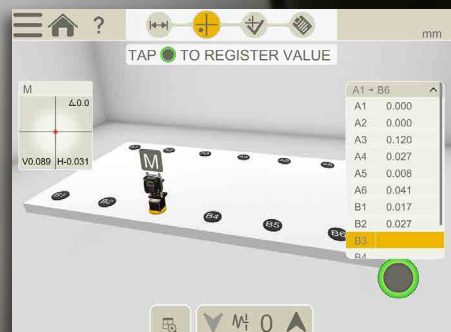 ?
mm
TAP TO REGISTER VALUE
M
∠0.0
V0.089 H-0.031
A1 → B6
A1 0.000
A2 0.000
A3 0.120
A4 0.027
A5 0.008
A6 0.041
B1 0.017
B2 0.027
B3
B4
M
B4
B5
B6
0